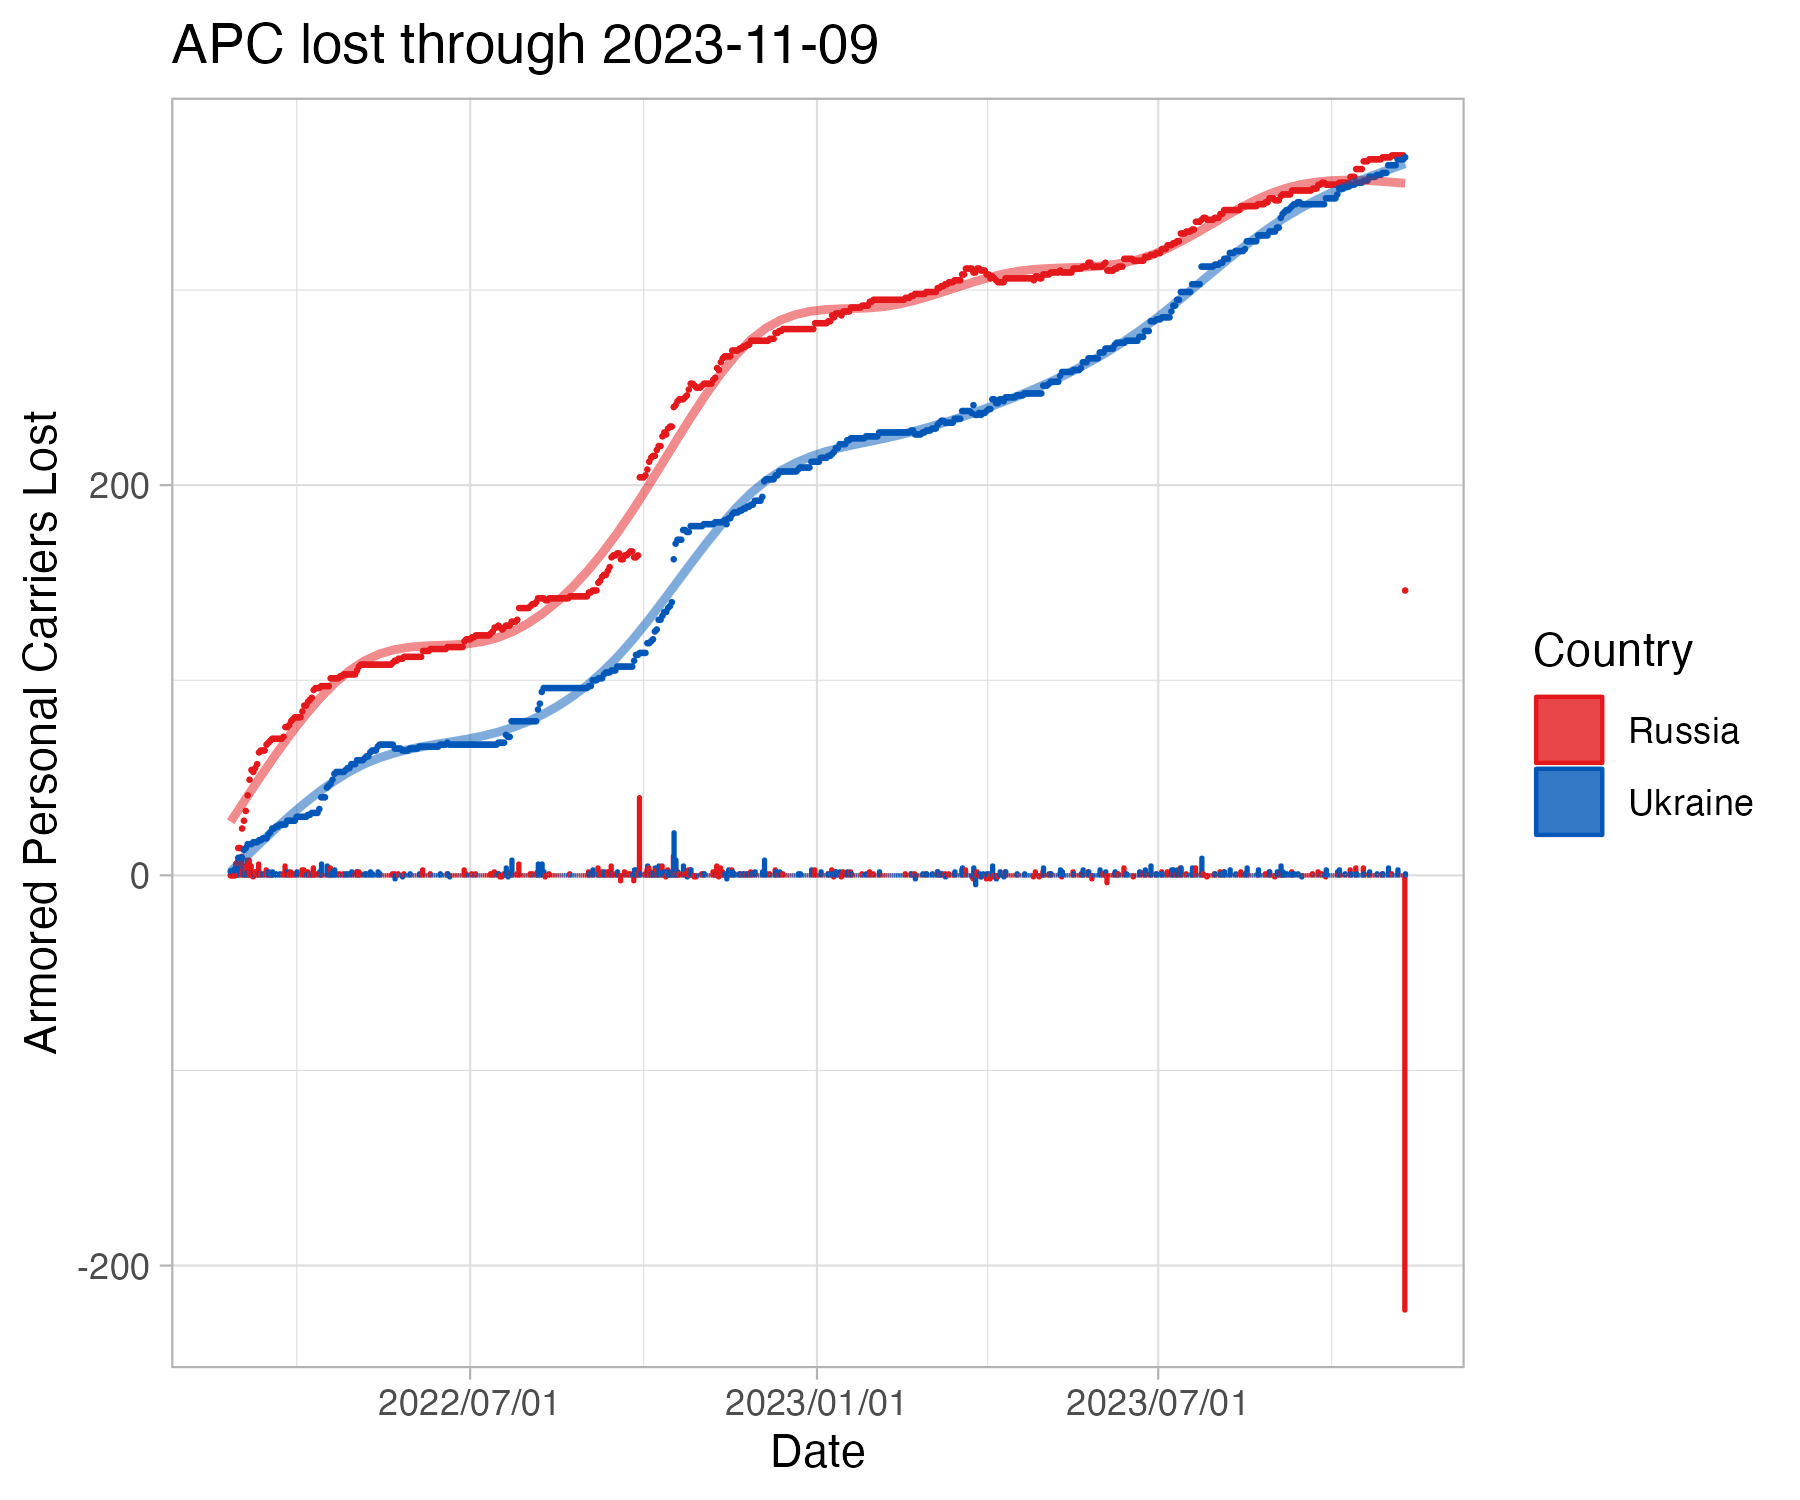 APC lost through 2023-11-09
Armored Personal Carriers Lost
200
0
-200
2022/07/01
2023/01/01
2023/07/01
Date
Country
Russia
Ukraine